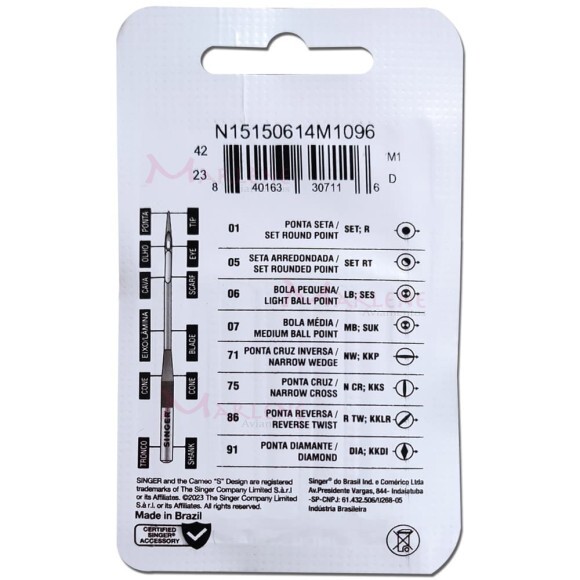 N15150614M1096
42 M1
23 D
8 40163 30711 6
PONTA TIP
OLHO EYE
CAVA SCARF
EIXO/LÂMINA BLADE
CONE CONE
TRONCO SHANK
SINGER
01 PONTA SETA / SET ROUND POINT SET; R
05 SETA ARREDONDADA / SET ROUNDED POINT SET RT
06 BOLA PEQUENA/ LIGHT BALL POINT LB; SES
07 BOLA MÉDIA / MEDIUM BALL POINT MB; SUK
71 PONTA CRUZ INVERSA / NARROW WEDGE NW; KKP
75 PONTA CRUZ / NARROW CROSS N CR; KKS
86 PONTA REVERSA / REVERSE TWIST R TW; KKLR
91 PONTA DIAMANTE / DIAMOND DIA; KKDI
MARLENE
SINGER and the Cameo "S" Design are registered
trademarks of The Singer Company Limited S.à.r.l
or its Affiliates. ©2023 The Singer Company Limited
S.à.r.l or its Affiliates. All rights reserved.
Made in Brazil
Singer® do Brasil Ind. e Comérico Ltda
Av.Presidente Vargas, 844- Indaiatuba
-SP-CNPJ: 61.432.506/\288-05
Indústria Brasileira
CERTIFIED
SINGER®
ACCESSORY